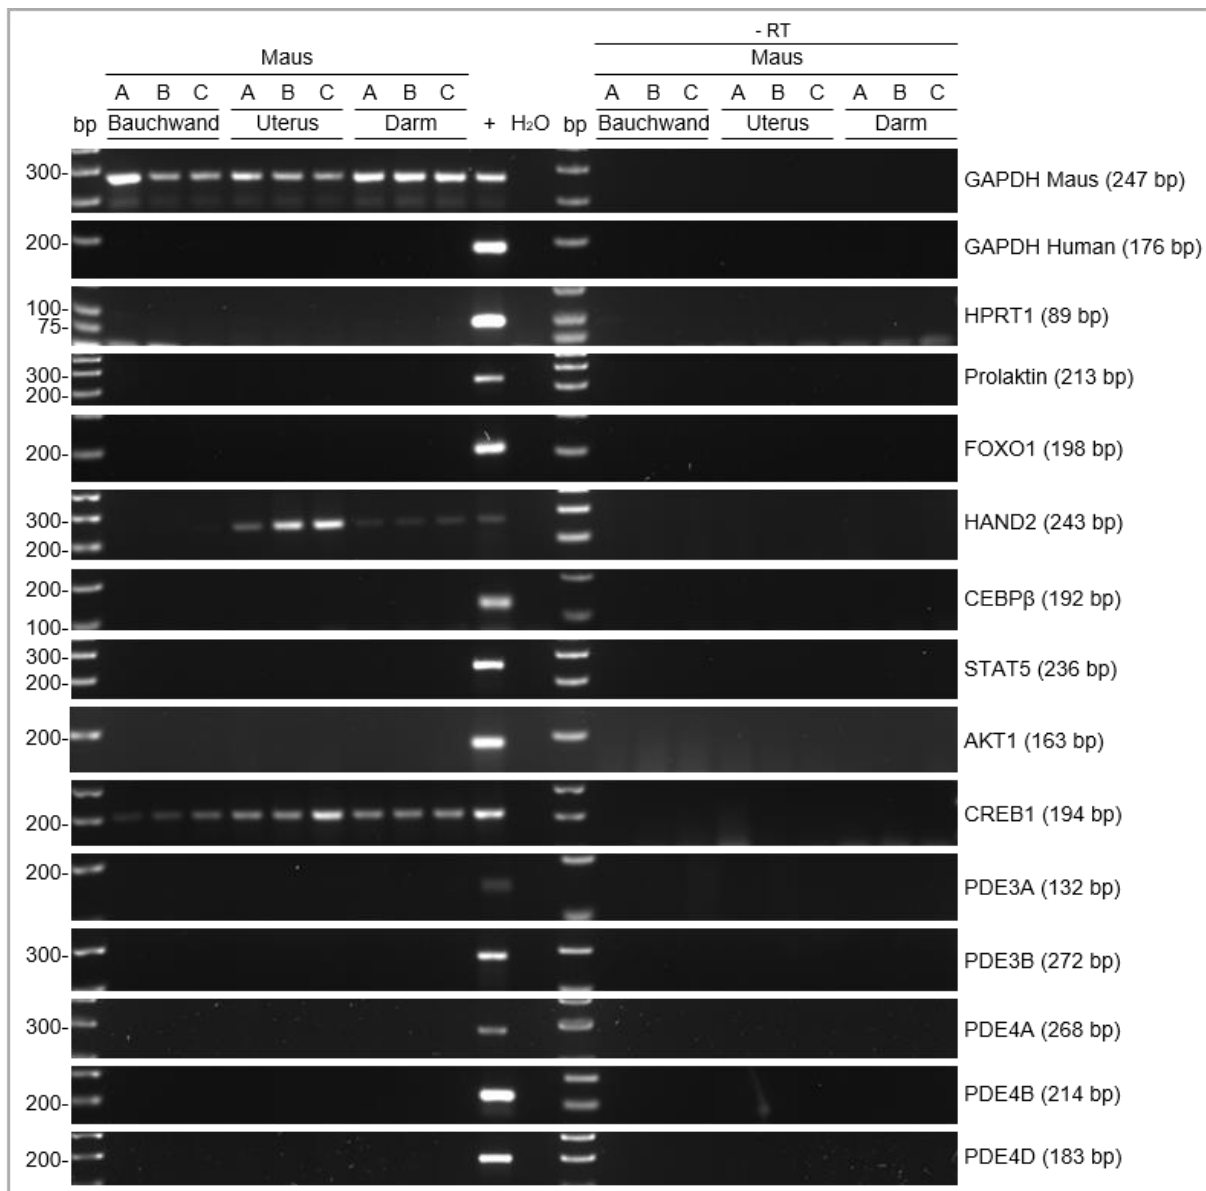 - RT
Maus Maus
A B C A B C A B C A B C A B C A B C
bp Bauchwand Uterus Darm + H₂O bp Bauchwand Uterus Darm
300- GAPDH Maus (247 bp)
200- GAPDH Human (176 bp)
100-
75- HPRT1 (89 bp)
300- Prolaktin (213 bp)
200-
200- FOXO1 (198 bp)
300- HAND2 (243 bp)
200-
200- CEBPβ (192 bp)
100-
300- STAT5 (236 bp)
200-
200- AKT1 (163 bp)
200- CREB1 (194 bp)
200- PDE3A (132 bp)
300- PDE3B (272 bp)
300- PDE4A (268 bp)
200- PDE4B (214 bp)
200- PDE4D (183 bp)